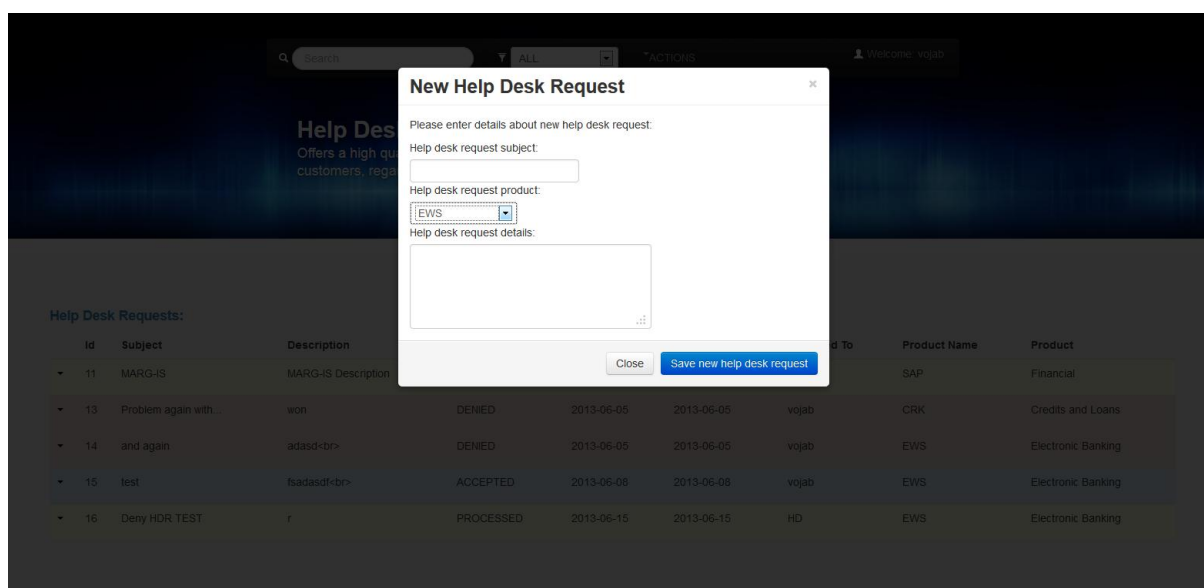 Search
ALL
ACTIONS
Welcome: vojab
New Help Desk Request
×
Please enter details about new help desk request:
Help desk request subject:
Help desk request product:
EWS
Help desk request details:
Close
Save new help desk request
Help Des
Offers a high qu
customers, rega
Help Desk Requests:
Id Subject Description d To Product Name Product
11 MARG-IS MARG-IS Description SAP Financial
13 Problem again with... won DENIED 2013-06-05 2013-06-05 vojab CRK Credits and Loans
14 and again adasd<br> DENIED 2013-06-05 2013-06-05 vojab EWS Electronic Banking
15 test fsadasdf<br> ACCEPTED 2013-06-08 2013-06-08 vojab EWS Electronic Banking
16 Deny HDR TEST r PROCESSED 2013-06-15 2013-06-15 HD EWS Electronic Banking